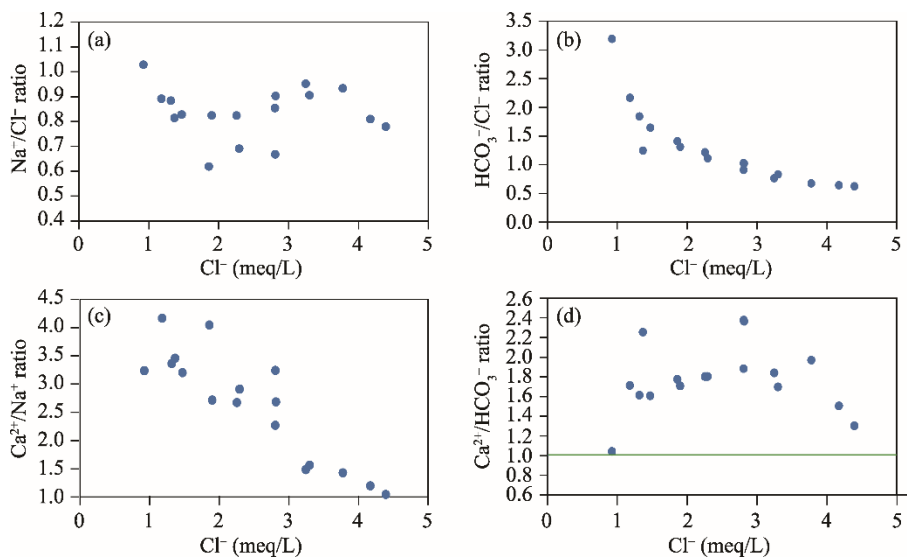 (a)
1.2
1.1
1.0
0.9
0.8
0.7
0.6
0.5
0.4
0 1 2 3 4 5
Na⁻/Cl⁻ ratio
Cl⁻ (meq/L)
(b)
3.5
3.0
2.5
2.0
1.5
1.0
0.5
0.0
0 1 2 3 4 5
HCO₃⁻/Cl⁻ ratio
Cl⁻ (meq/L)
(c)
4.5
4.0
3.5
3.0
2.5
2.0
1.5
1.0
0 1 2 3 4 5
Ca²⁺/Na⁺ ratio
Cl⁻ (meq/L)
(d)
2.6
2.4
2.2
2.0
1.8
1.6
1.4
1.2
1.0
0.8
0.6
0 1 2 3 4 5
Ca²⁺/HCO₃⁻ ratio
Cl⁻ (meq/L)